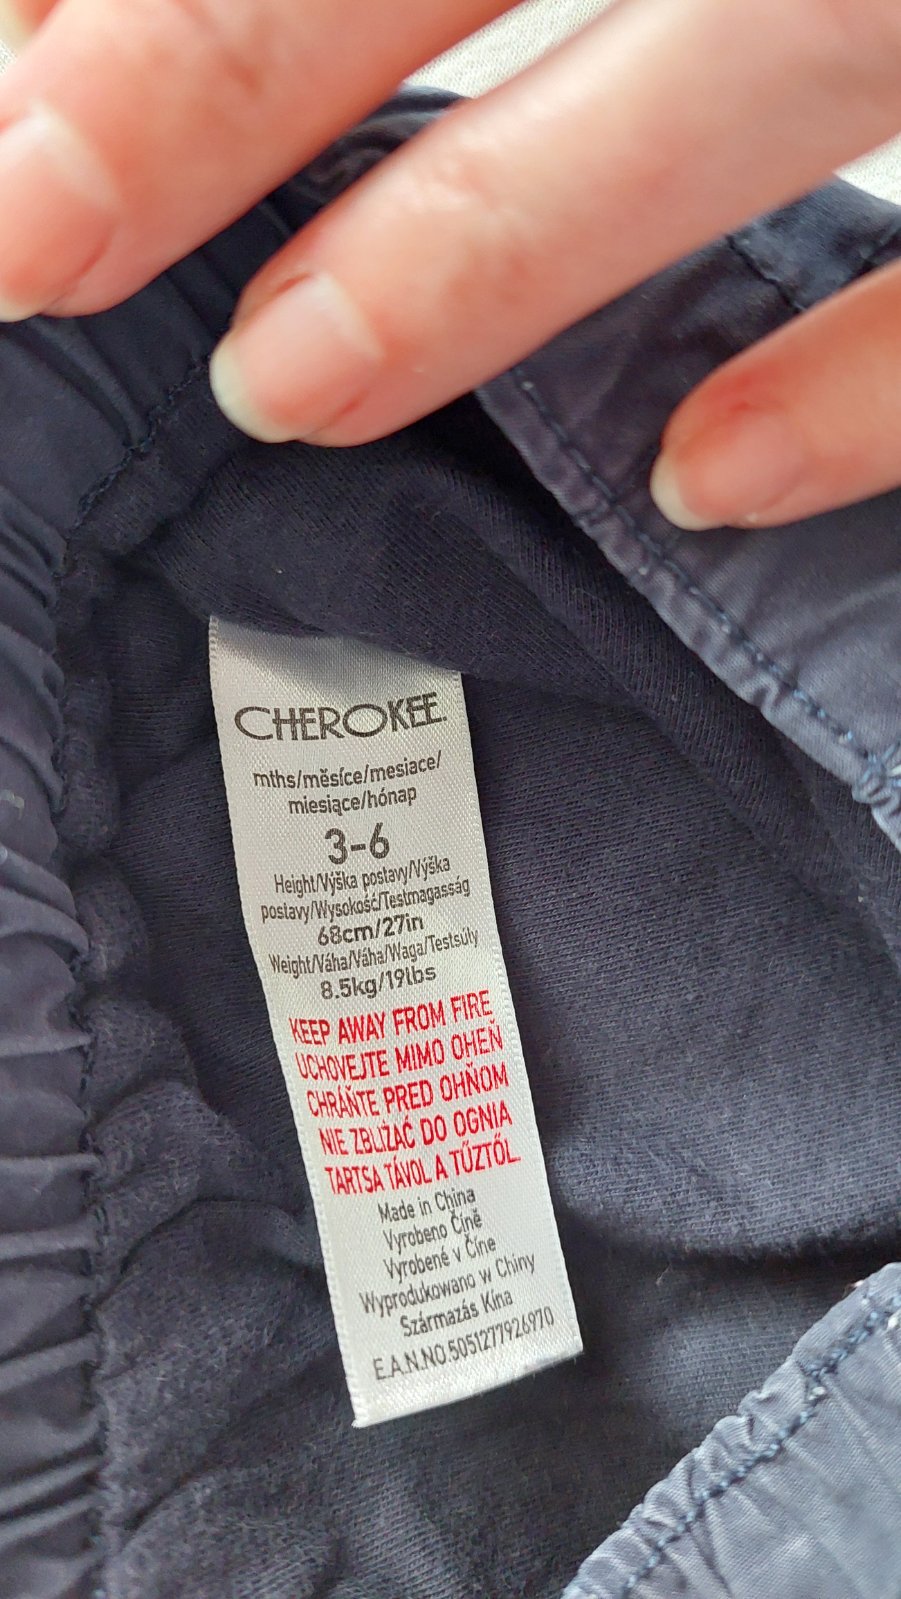 CHEROKEE
mths/měsíce/mesiace/
miesiące/hónap
3-6
Height/Výška postavy/Výška
postavy/Wysokość/Testmagasság
68cm/27in
Weight/Váha/Váha/Waga/Testsúly
8.5kg/19lbs
KEEP AWAY FROM FIRE
UCHOVEJTE MIMO OHEŇ
CHRÁŇTE PRED OHŇOM
NIE ZBLIŻAĆ DO OGNIA
TARTSA TÁVOL A TŰZTŐL.
Made in China
Vyrobeno Číně
Vyrobené v Číne
Wyprodukowano w Chiny
Származás Kína
E.A.N.NO.5051277926970